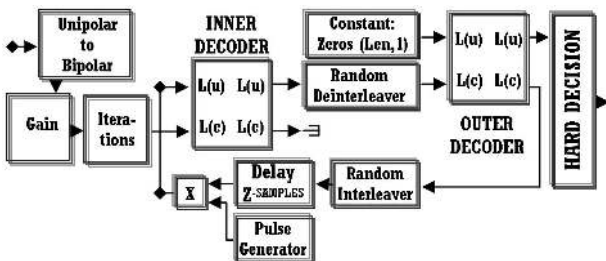 Unipolar
to
Bipolar
Gain
Itera-
tions
INNER
DECODER
L(u) L(u)
L(c) L(c)
Constant:
Zeros (Len,1)
Random
Deinterleaver
L(u) L(u)
L(c) L(c)
OUTER
DECODER
HARD DECISION
X
Delay
Z-SAMPLES
Random
Interleaver
Pulse
Generator